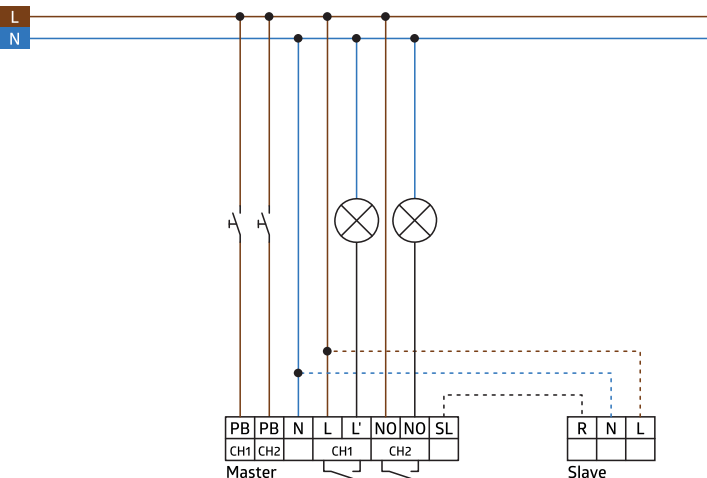 L
N
PB PB N L L' NO NO SL
CH1 CH2 CH1 CH2
Master
R N L
Slave